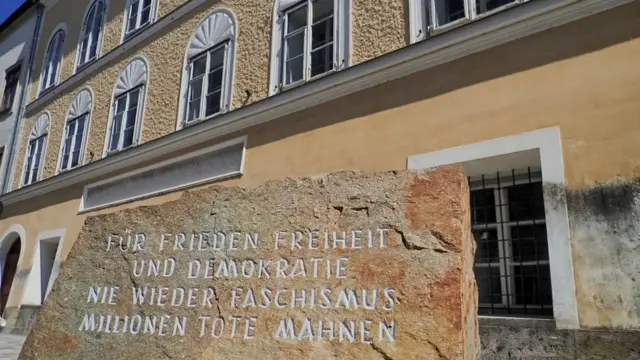 FÜR FRIEDEN FREIHEIT
UND DEMOKRATIE
NIE WIEDER FASCHISMUS
MILLIONEN TOTE MAHNEN